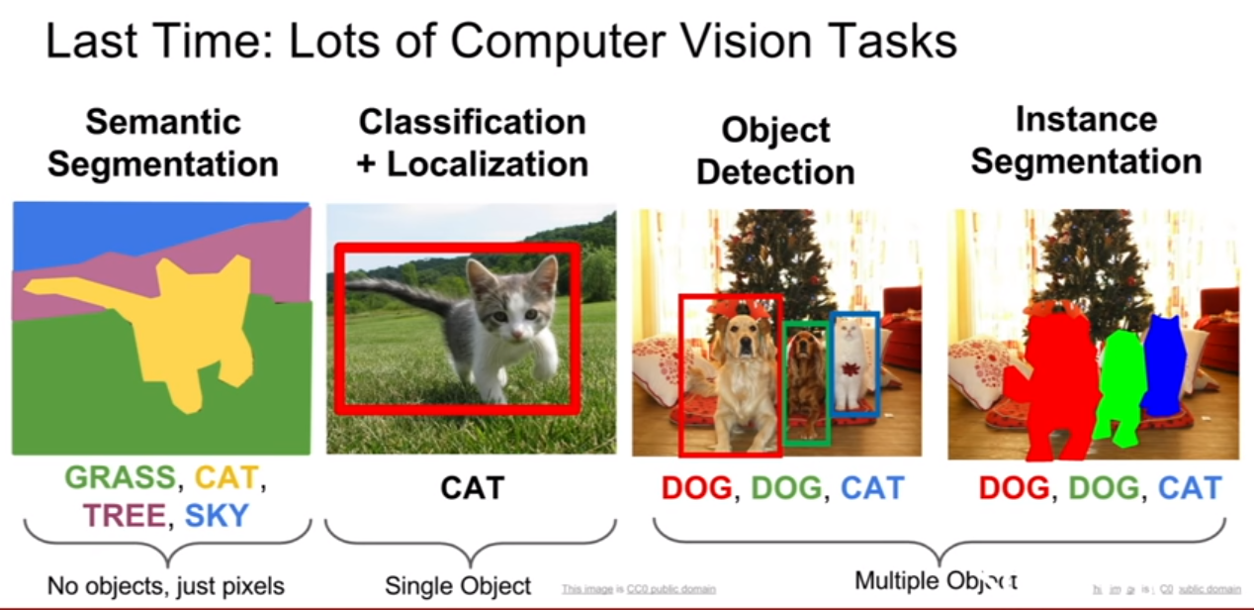 Last Time: Lots of Computer Vision Tasks
Semantic
Segmentation
Classification
+ Localization
Object
Detection
Instance
Segmentation
GRASS, CAT,
TREE, SKY
CAT
DOG, DOG, CAT
DOG, DOG, CAT
No objects, just pixels
Single Object
Multiple Object
This image is CC0 public domain
public domain